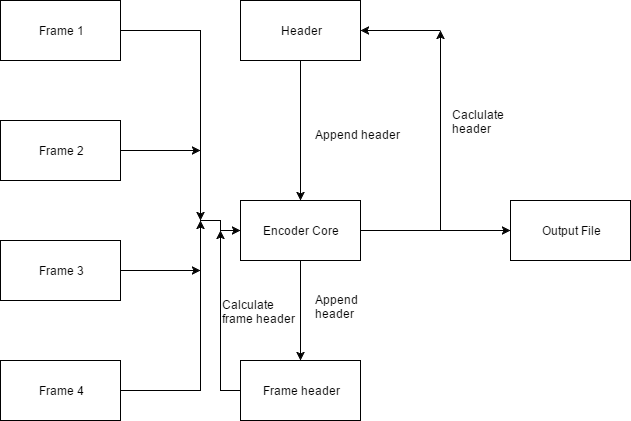 Frame 1
Header
Frame 2
Append header
Caclulate
header
Frame 3
Encoder Core
Output File
Calculate
frame header
Append
header
Frame 4
Frame header